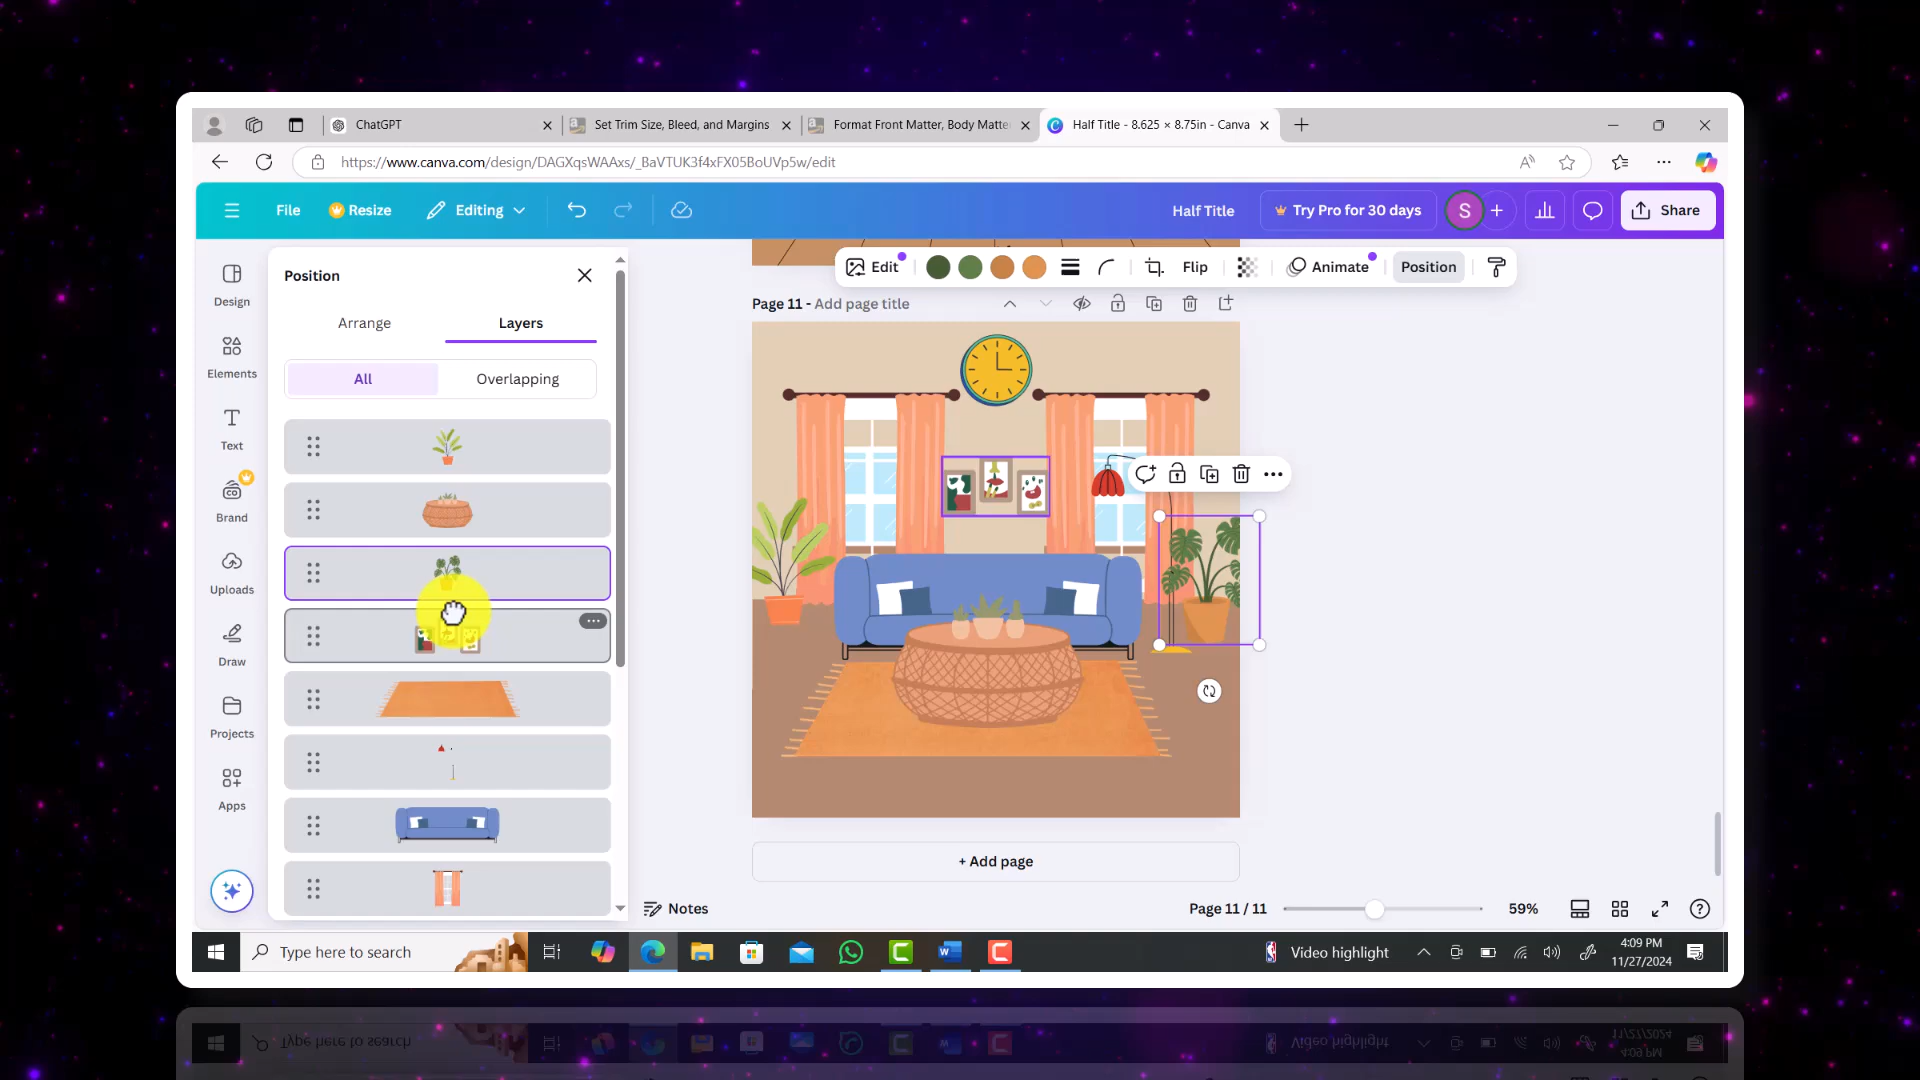 ChatGPT
Set Trim Size, Bleed, and Margins
Format Front Matter, Body Matte
Half Title - 8.625 × 8.75in - Canva
https://www.canva.com/design/DAGXqsWAAxs/_BaVTUK3f4xFX05BoUVp5w/edit
File
Resize
Editing
Half Title
Try Pro for 30 days
S
Share
Design
Elements
Text
Brand
Uploads
Draw
Projects
Apps
Position
Arrange
Layers
All
Overlapping
Edit
Flip
Animate
Position
Page 11 - Add page title
+ Add page
Notes
Page 11 / 11
59%
Type here to search
Video highlight
4:09 PM
11/27/2024